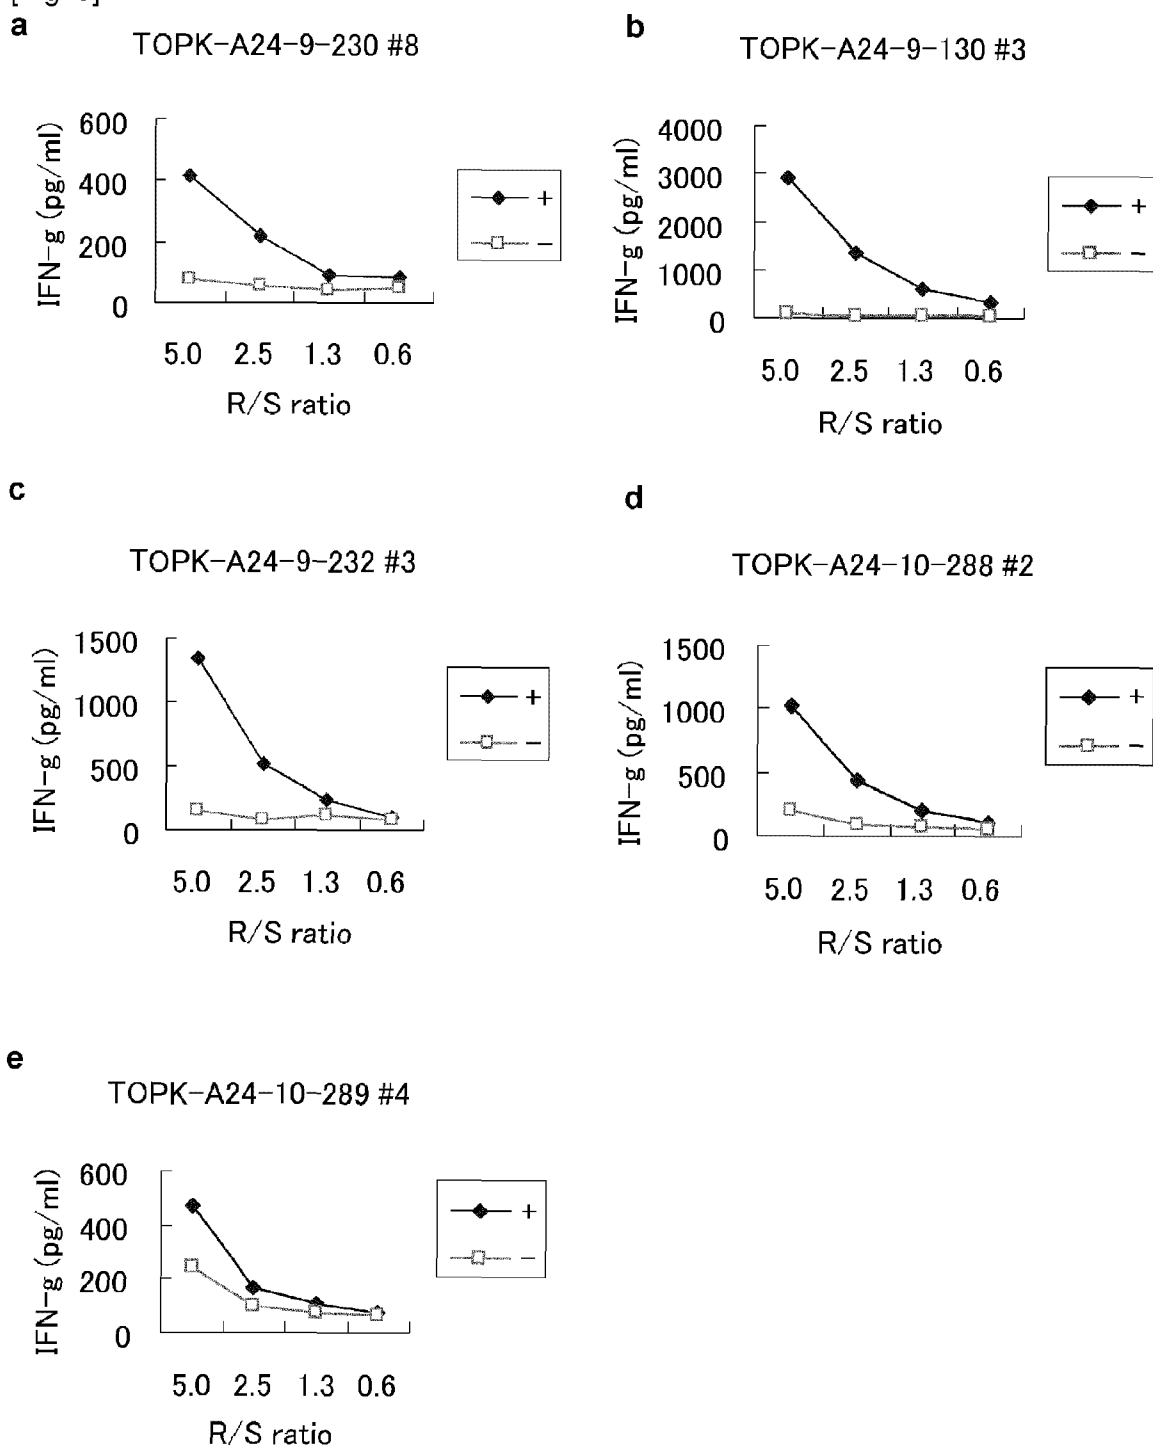 a
TOPK-A24-9-230 #8
IFN-g (pg/ml)
600
400
200
0
+
−
5.0 2.5 1.3 0.6
R/S ratio
b
TOPK-A24-9-130 #3
IFN-g (pg/ml)
4000
3000
2000
1000
0
+
−
5.0 2.5 1.3 0.6
R/S ratio
c
TOPK-A24-9-232 #3
IFN-g (pg/ml)
1500
1000
500
0
+
−
5.0 2.5 1.3 0.6
R/S ratio
d
TOPK-A24-10-288 #2
IFN-g (pg/ml)
1500
1000
500
0
+
−
5.0 2.5 1.3 0.6
R/S ratio
e
TOPK-A24-10-289 #4
IFN-g (pg/ml)
600
400
200
0
+
−
5.0 2.5 1.3 0.6
R/S ratio